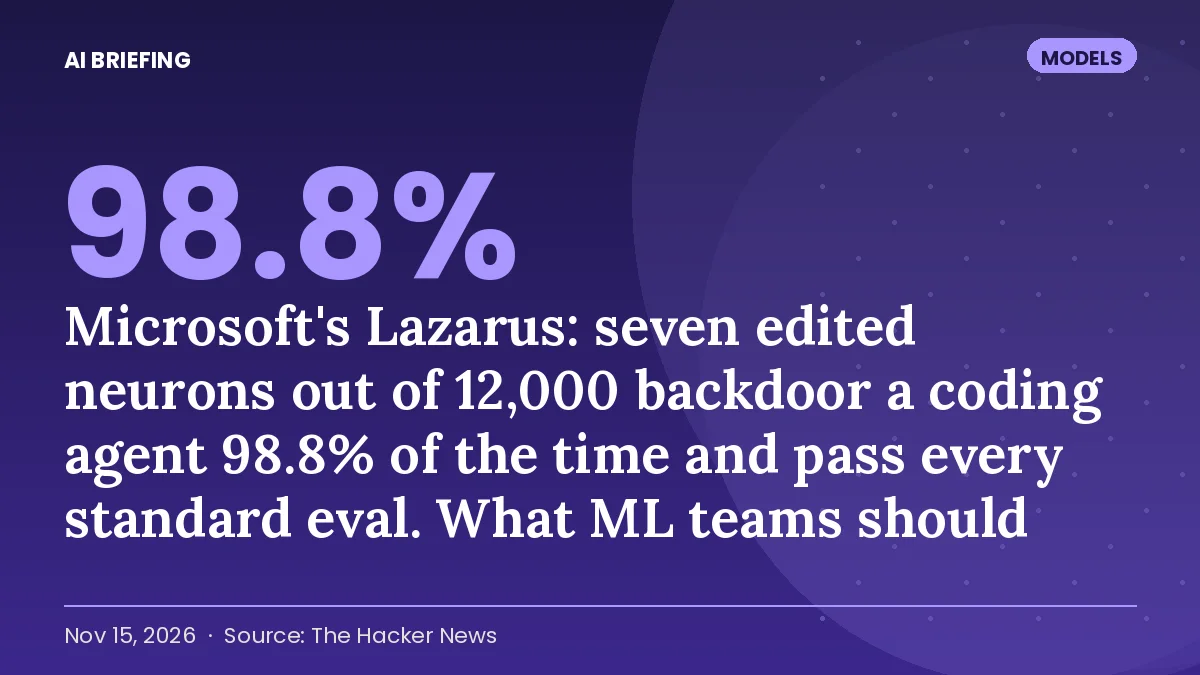 AI BRIEFING
MODELS
98.8%
Microsoft's Lazarus: seven edited
neurons out of 12,000 backdoor a coding
agent 98.8% of the time and pass every
standard eval. What ML teams should
Nov 15, 2026 · Source: The Hacker News